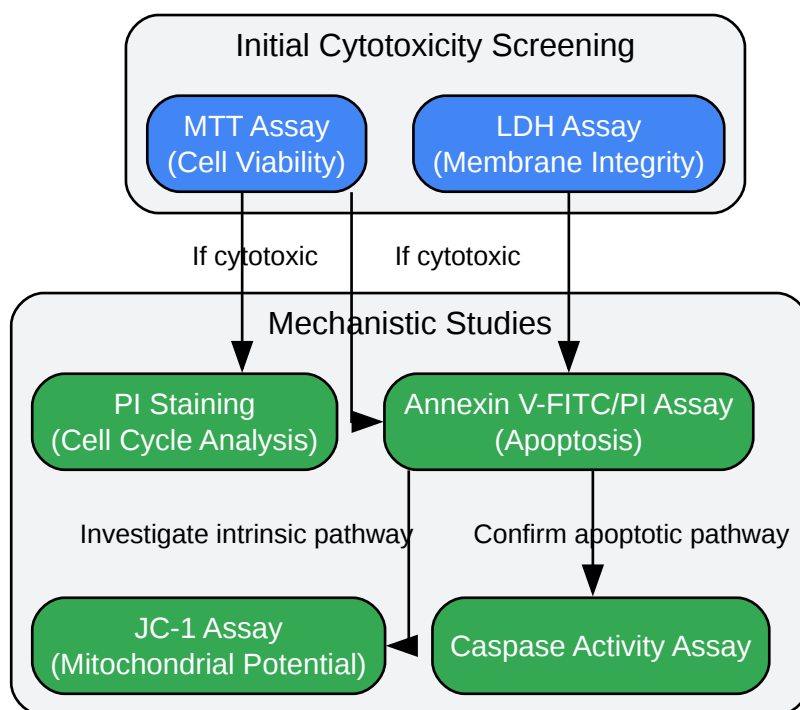 Initial Cytotoxicity Screening
MTT Assay
(Cell Viability)
LDH Assay
(Membrane Integrity)
If cytotoxic
If cytotoxic
Mechanistic Studies
PI Staining
(Cell Cycle Analysis)
Annexin V-FITC/PI Assay
(Apoptosis)
Investigate intrinsic pathway
Confirm apoptotic pathway
JC-1 Assay
(Mitochondrial Potential)
Caspase Activity Assay